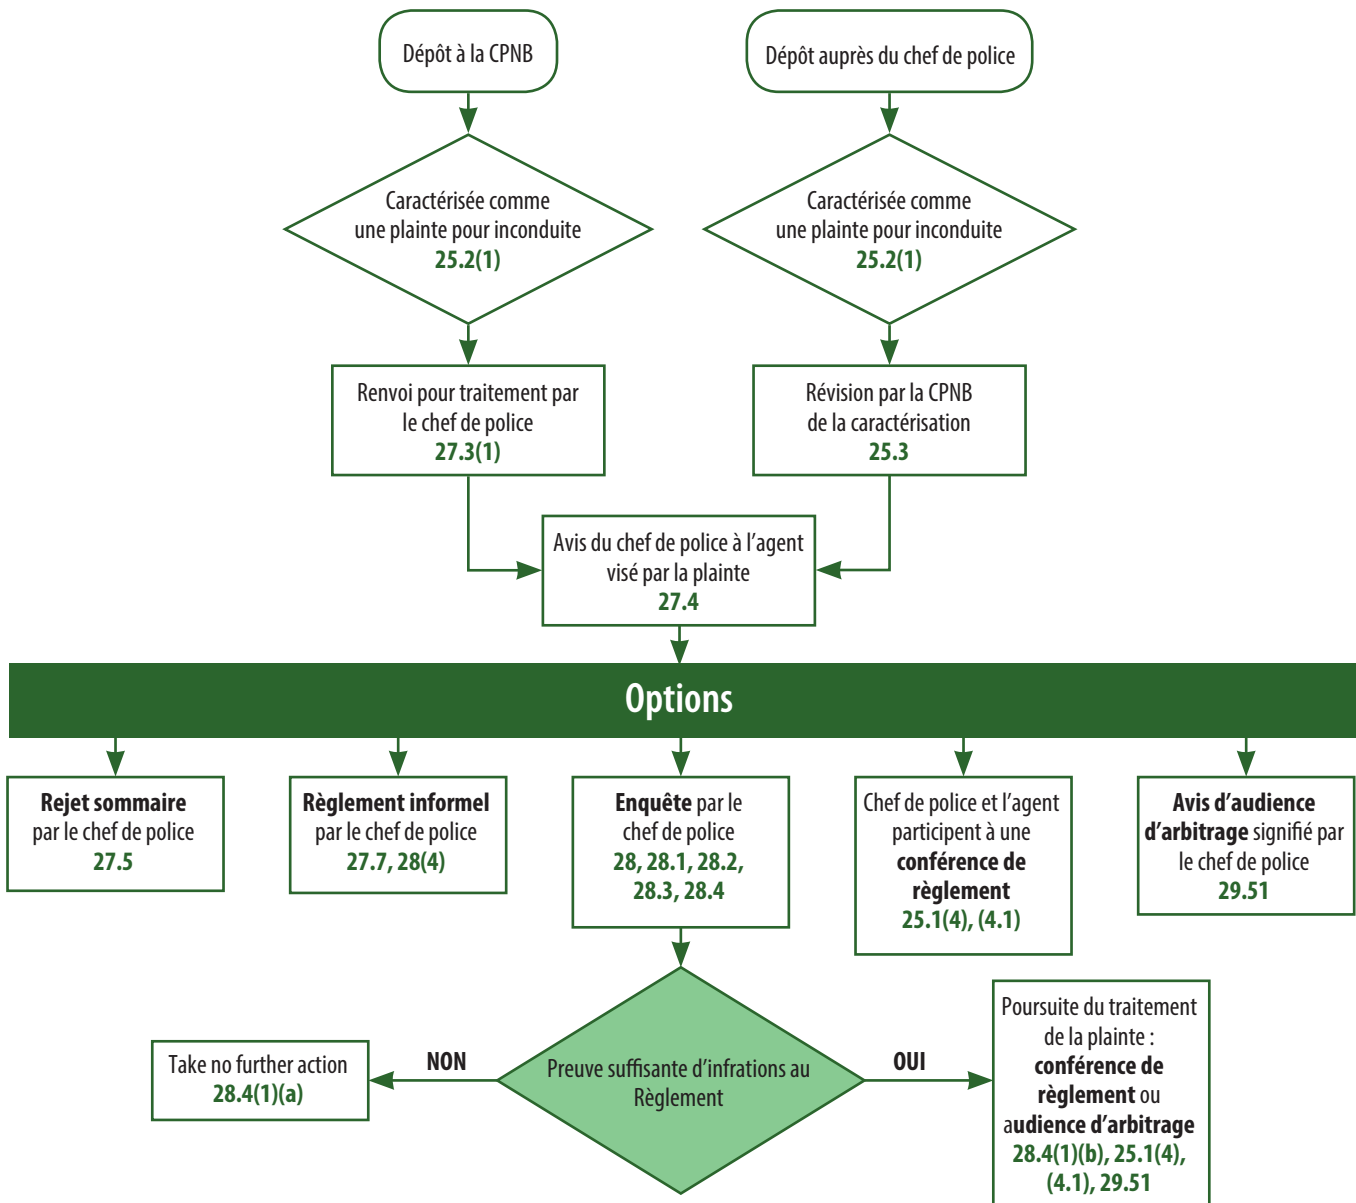 Dépôt à la CPNB
Dépôt auprès du chef de police
Caractérisée comme
une plainte pour inconduite
25.2(1)
Caractérisée comme
une plainte pour inconduite
25.2(1)
Renvoi pour traitement par
le chef de police
27.3(1)
Révision par la CPNB
de la caractérisation
25.3
Avis du chef de police à l’agent
visé par la plainte
27.4
Options
Rejet sommaire
par le chef de police
27.5
Règlement informel
par le chef de police
27.7, 28(4)
Enquête par le
chef de police
28, 28.1, 28.2,
28.3, 28.4
Chef de police et l’agent
participent à une
conférence de
règlement
25.1(4), (4.1)
Avis d’audience
d’arbitrage signifié par
le chef de police
29.51
Preuve suffisante d’infrations au
Règlement
NON
Take no further action
28.4(1)(a)
OUI
Poursuite du traitement
de la plainte :
conférence de
règlement ou
audience d’arbitrage
28.4(1)(b), 25.1(4),
(4.1), 29.51